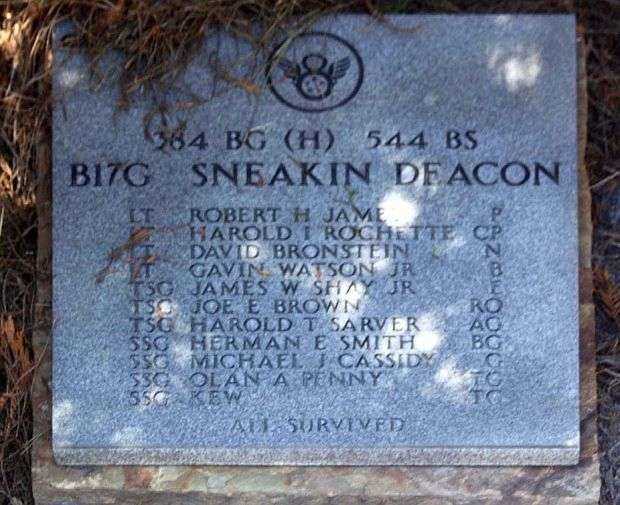 8
384 BG (H) 544 BS
B17G SNEAKIN DEACON
LT ROBERT H JAMES P
LT HAROLD I ROCHETTE CP
LT DAVID BRONSTEIN N
LT GAVIN WATSON JR B
TSG JAMES W SHAY JR E
TSG JOE E BROWN RO
TSG HAROLD T SARVER AG
SSG HERMAN E SMITH BG
SSG MICHAEL J CASSIDY G
SSG OLAN A PENNY TG
SSG KEW TG
ALL SURVIVED